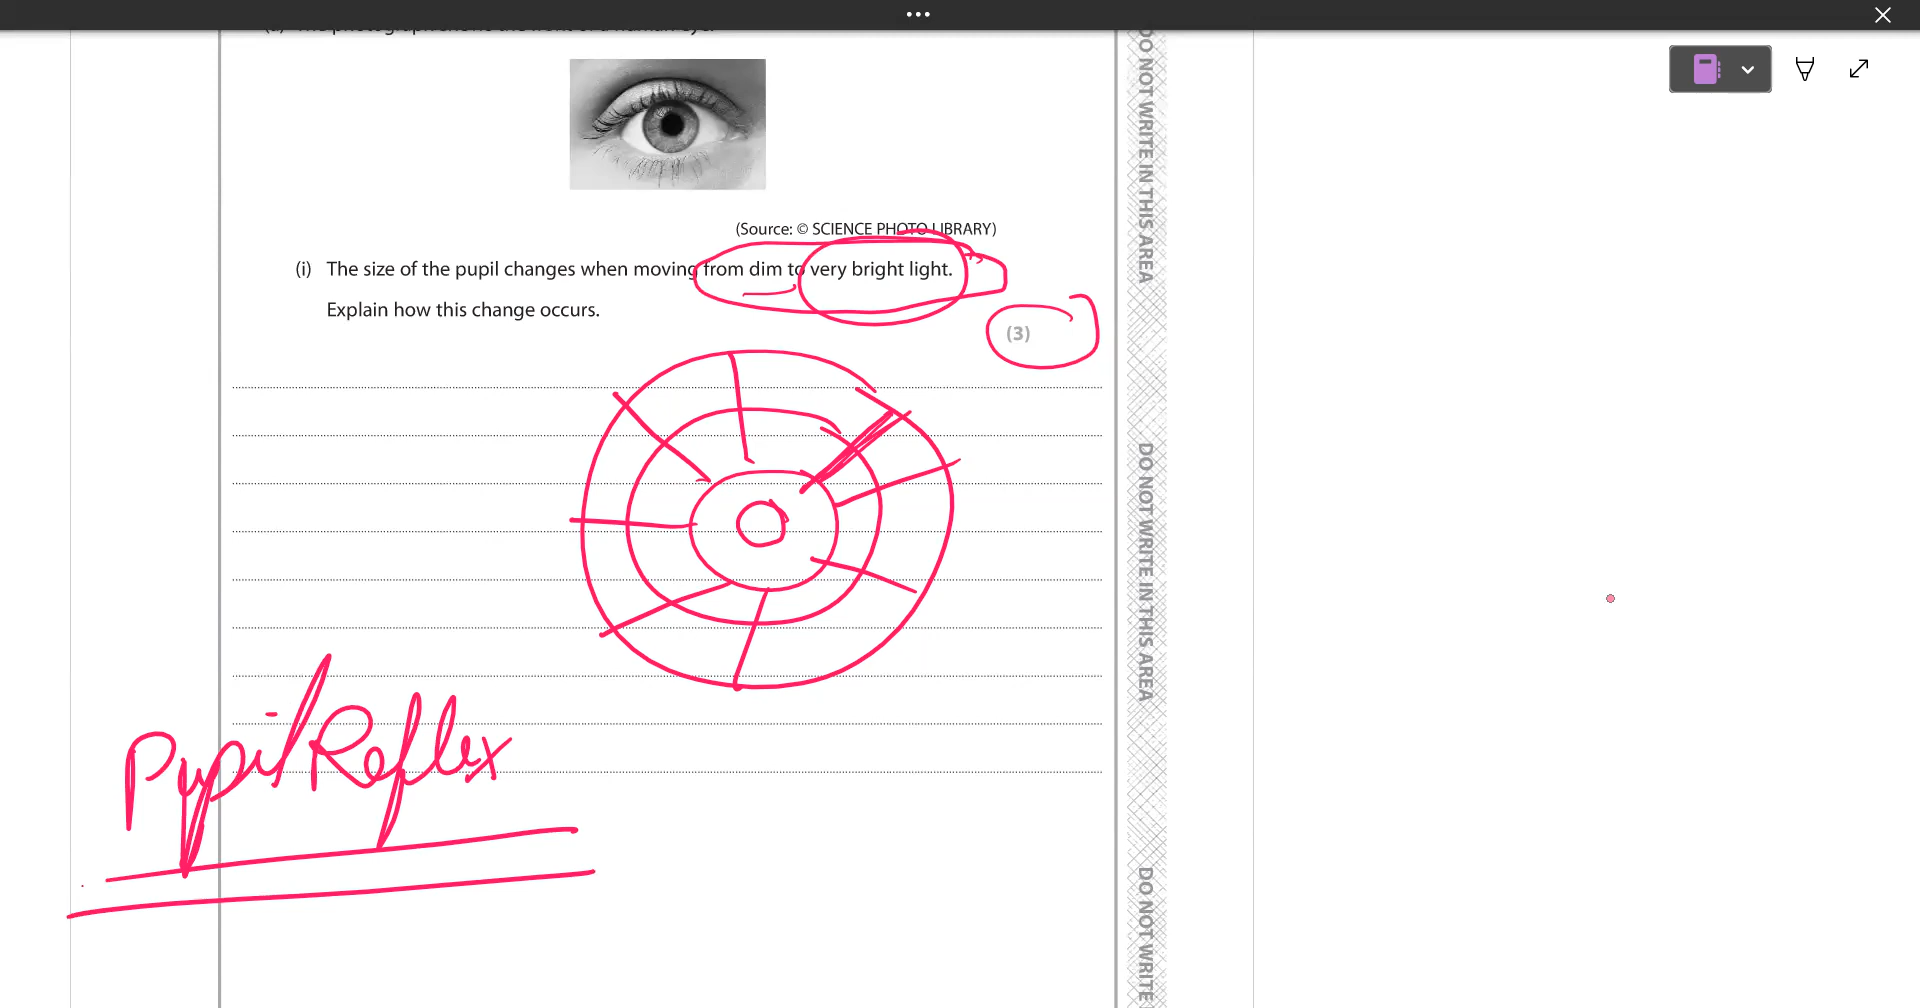 (Source: © SCIENCE PHOTO LIBRARY)
(i) The size of the pupil changes when moving from dim to very bright light.
Explain how this change occurs.
(3)
Pupil Reflex
DO NOT WRITE IN THIS AREA
DO NOT WRITE IN THIS AREA
DO NOT WRITE